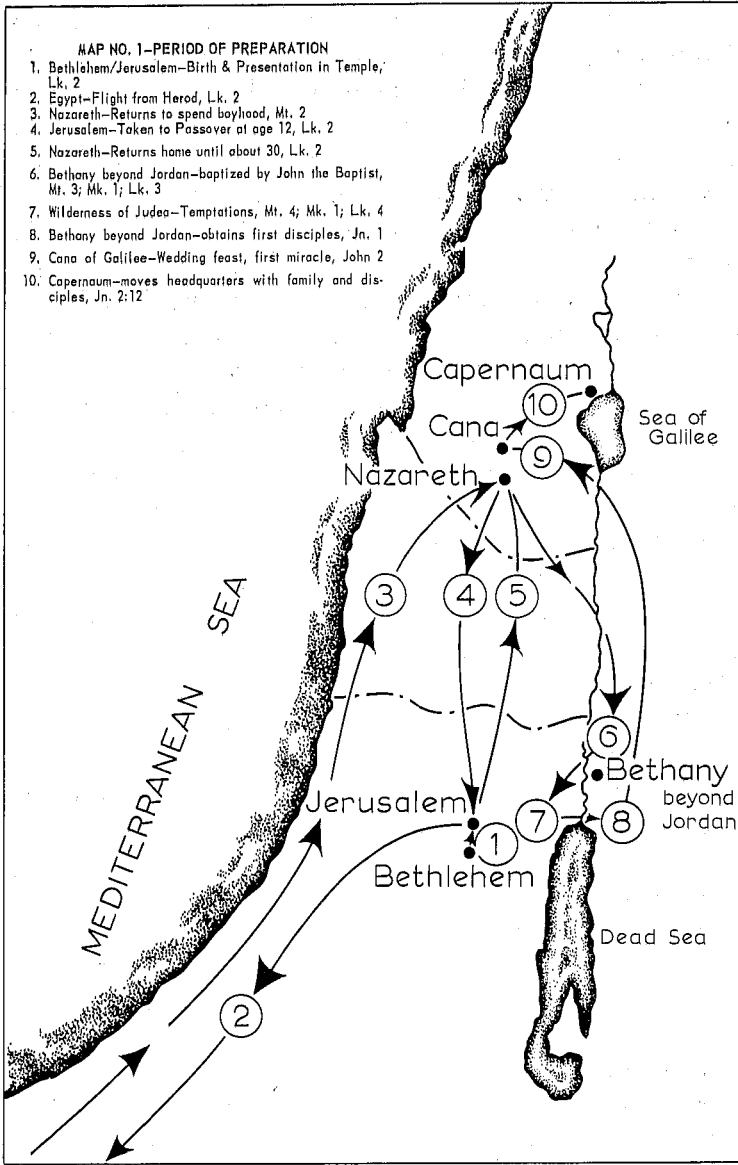 MAP NO. 1–PERIOD OF PREPARATION
1. Bethlehem/Jerusalem–Birth & Presentation in Temple,
Lk. 2
2. Egypt–Flight from Herod, Lk. 2
3. Nazareth–Returns to spend boyhood, Mt. 2
4. Jerusalem–Taken to Passover at age 12, Lk. 2
5. Nazareth–Returns home until about 30, Lk. 2
6. Bethany beyond Jordan–baptized by John the Baptist,
Mt. 3; Mk. 1; Lk. 3
7. Wilderness of Judea–Temptations, Mt. 4; Mk. 1; Lk. 4
8. Bethany beyond Jordan–obtains first disciples, Jn. 1
9. Cana of Galilee–Wedding feast, first miracle, John 2
10. Capernaum–moves headquarters with family and dis-
ciples, Jn. 2:12
Capernaum
10
Sea of
Galilee
Cana
9
Nazareth
3
4
5
MEDITERRANEAN SEA
6
Bethany
beyond
Jordan
Jerusalem
7
8
1
Bethlehem
Dead Sea
2